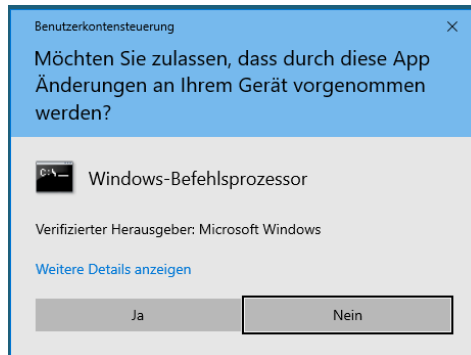 Benutzerkontensteuerung
Möchten Sie zulassen, dass durch diese App
Änderungen an Ihrem Gerät vorgenommen
werden?
C:\
Windows-Befehlsprozessor
Verifizierter Herausgeber: Microsoft Windows
Weitere Details anzeigen
Ja
Nein